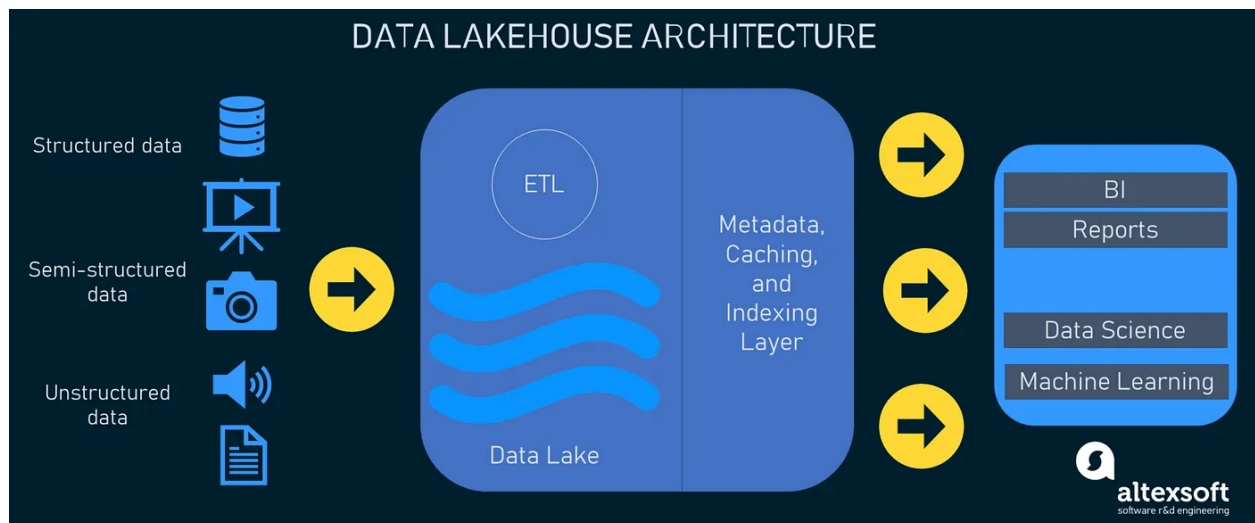 DATA LAKEHOUSE ARCHITECTURE
Structured data
Semi-structured
data
Unstructured
data
ETL
Data Lake
Metadata,
Caching,
and
Indexing
Layer
BI
Reports
Data Science
Machine Learning
altexsoft
software r&d engineering